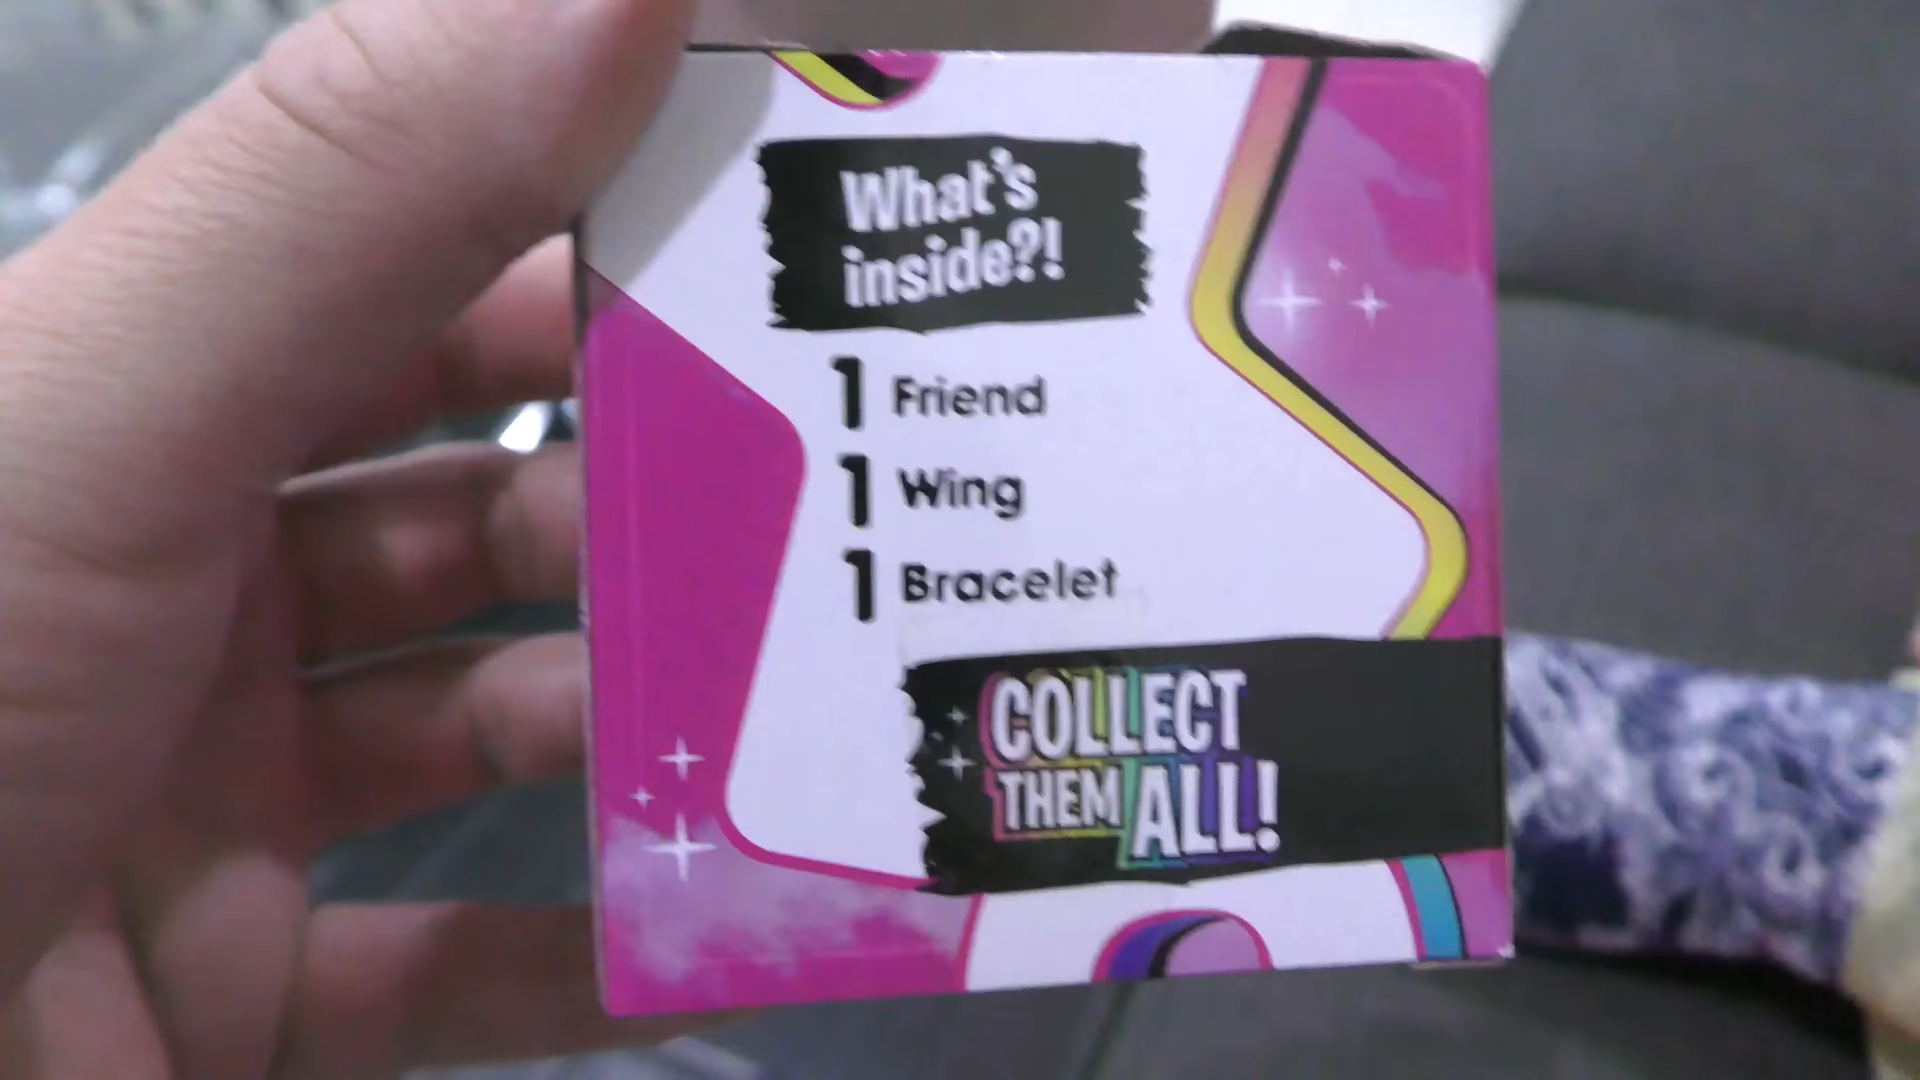 What's
inside?!
1 Friend
1 Wing
1 Bracelet
COLLECT
THEM ALL!